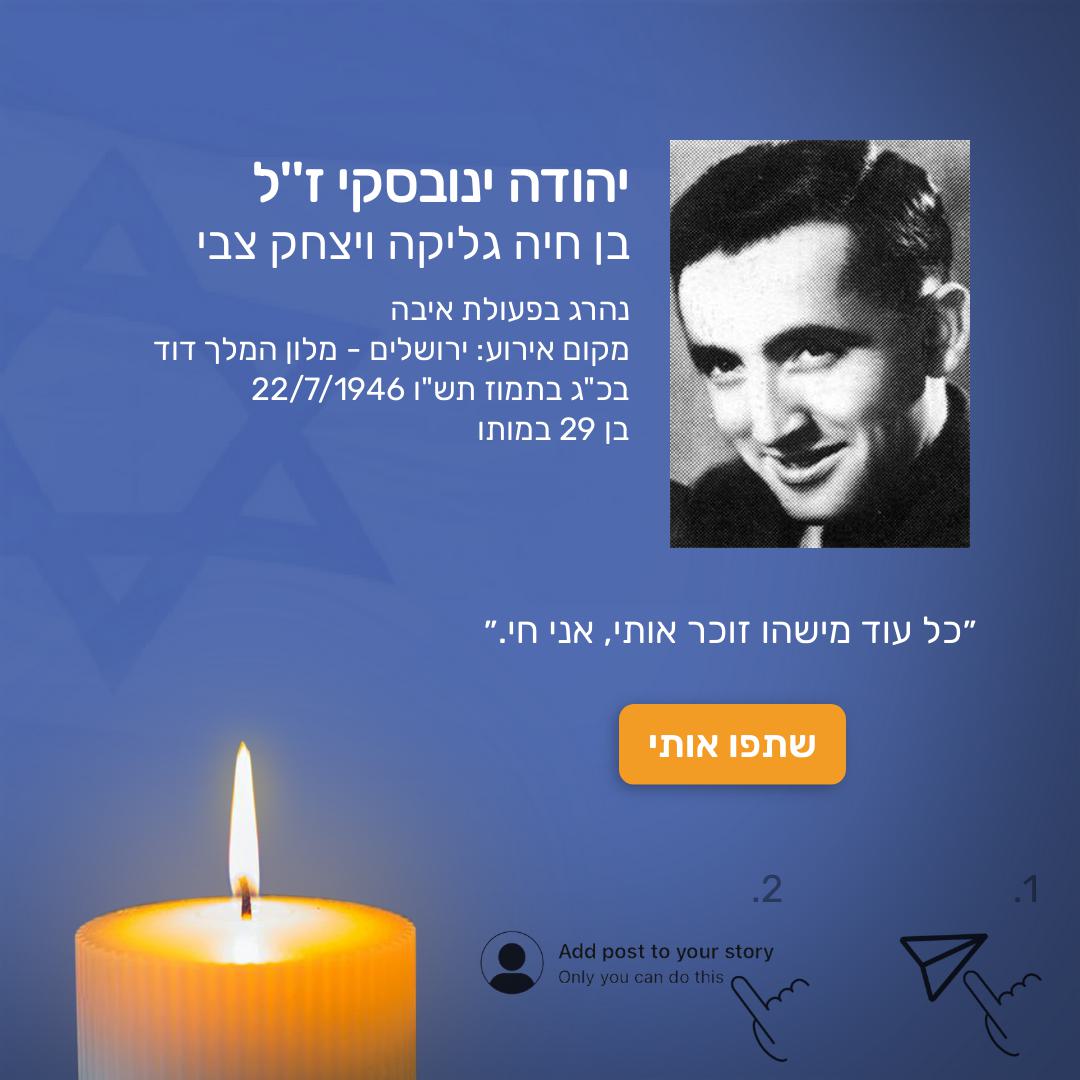 יהודה ינובסקי ז"ל
בן חיה גליקה ויצחק צבי
נהרג בפעולת איבה
מקום אירוע: ירושלים - מלון המלך דוד
בכ"ג בתמוז תש"ו 22/7/1946
בן 29 במותו
״כל עוד מישהו זוכר אותי, אני חי.״
שתפו אותי
1.
2.
Add post to your story
Only you can do this